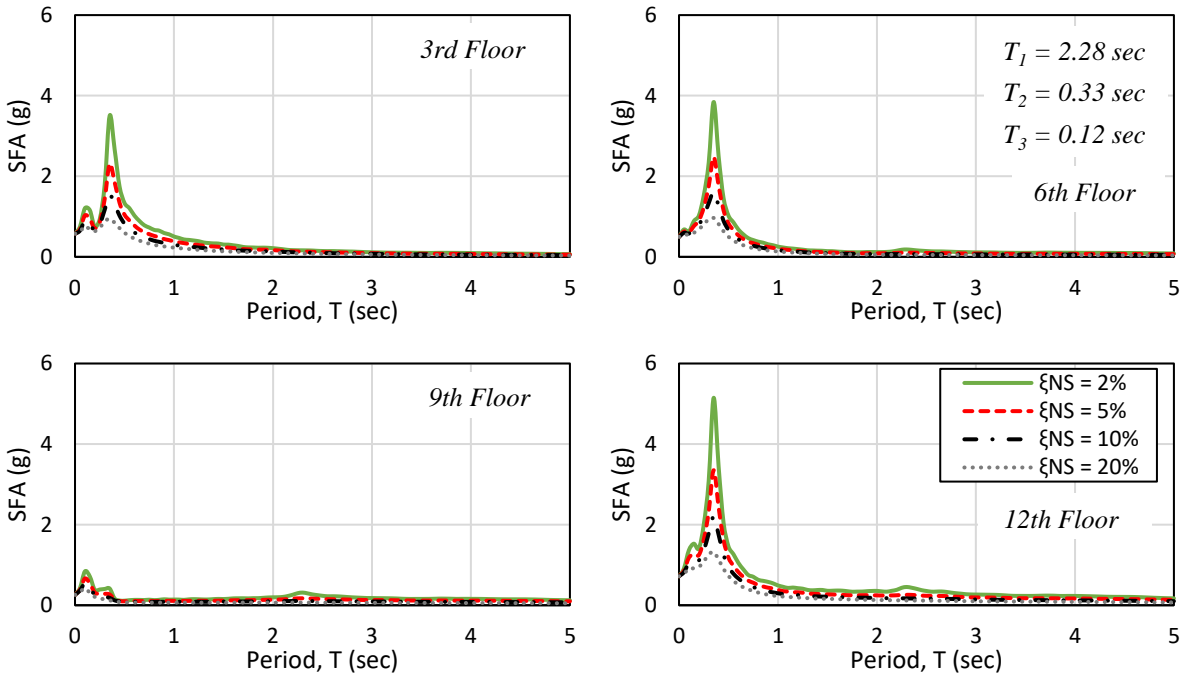 6
4
2
0
SFA (g)
3rd Floor
0 1 2 3 4 5
Period, T (sec)
6
4
2
0
SFA (g)
T1 = 2.28 sec
T2 = 0.33 sec
T3 = 0.12 sec
6th Floor
0 1 2 3 4 5
Period, T (sec)
6
4
2
0
SFA (g)
9th Floor
0 1 2 3 4 5
Period, T (sec)
6
4
2
0
SFA (g)
ξNS = 2%
ξNS = 5%
ξNS = 10%
ξNS = 20%
12th Floor
0 1 2 3 4 5
Period, T (sec)